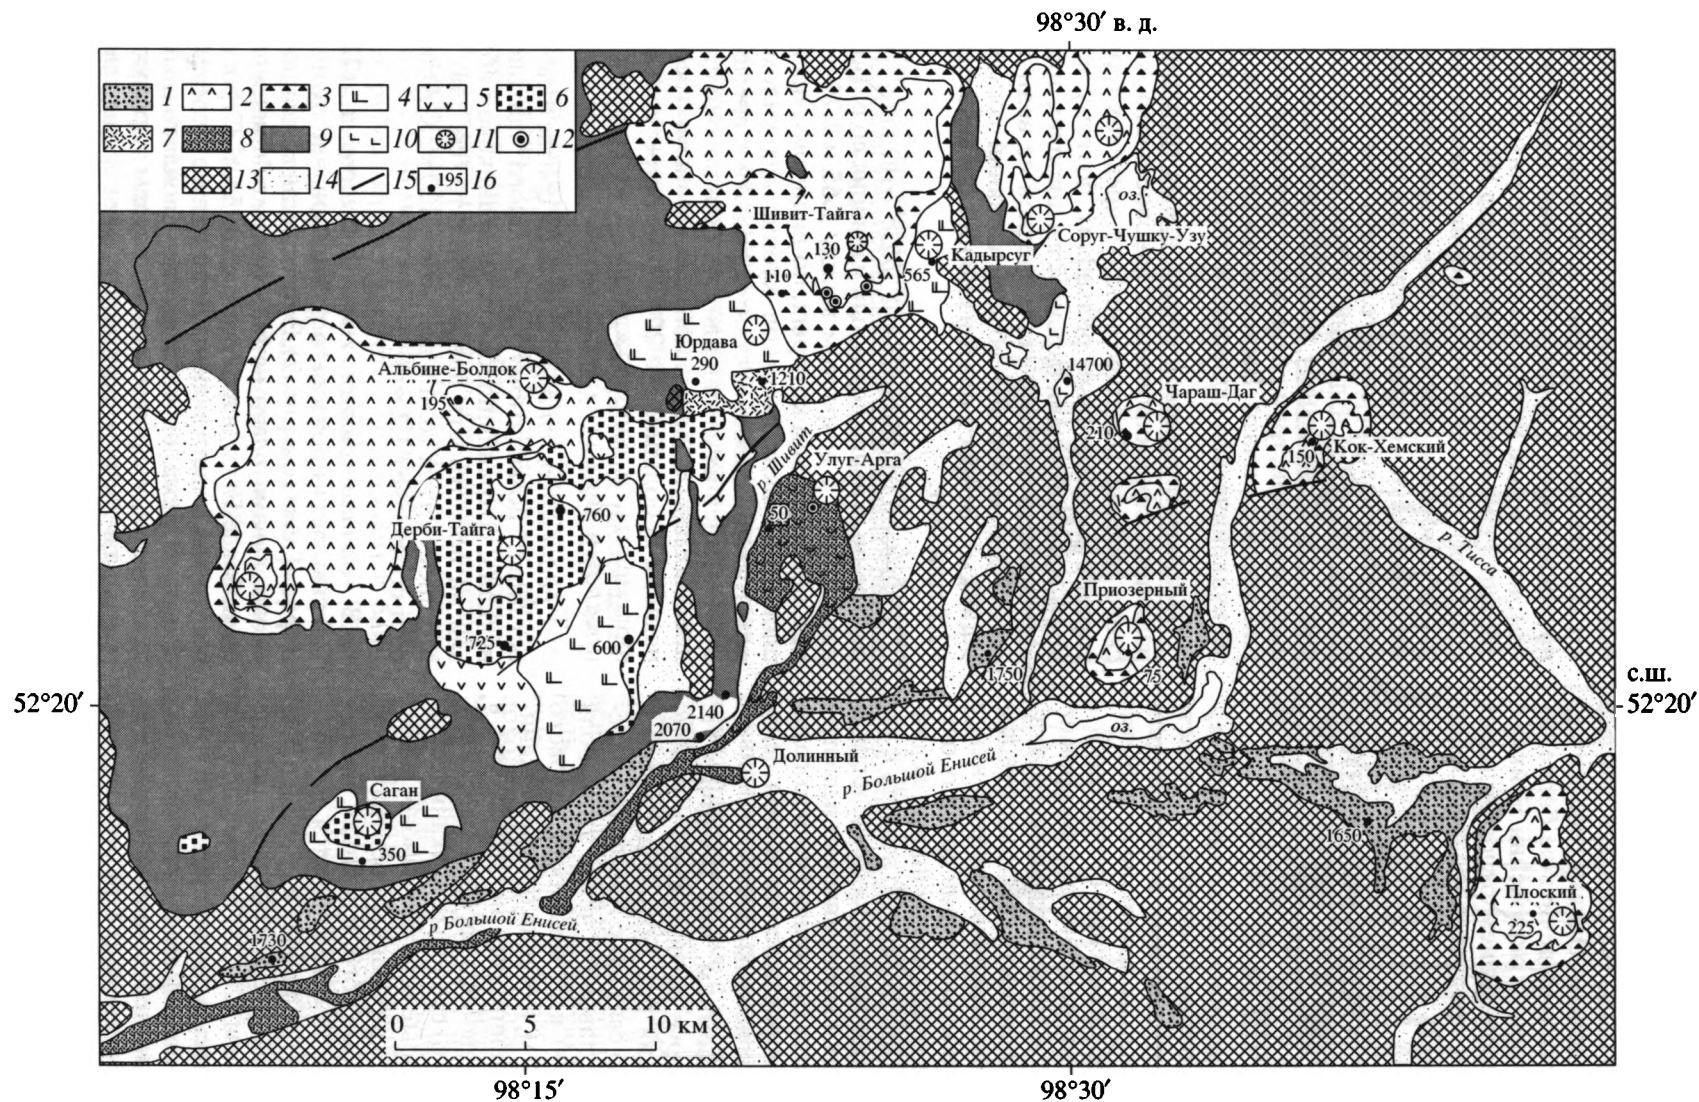 98°30′ в. д.
1 2 3 4 5 6
7 8 9 10 11 12
13 14 15 195 16
оз.
Шивит-Тайга
Соруг-Чушку-Узу
130
Кадырсуг
110
565
Юрдава
290
1210
14700
Альбине-Болдок
195
Чараш-Даг
210
Кок-Хемский
150
р. Шивит
Улуг-Арга
50
Дерби-Тайга
760
р. Тисса
Приозерный
725
600
1750
75
с.ш.
52°20′
52°20′
2140
2070
оз.
Долинный
р. Большой Енисей
Саган
350
1650
Плоский
225
р Большой Енисей
1730
0 5 10 км
98°15′
98°30′